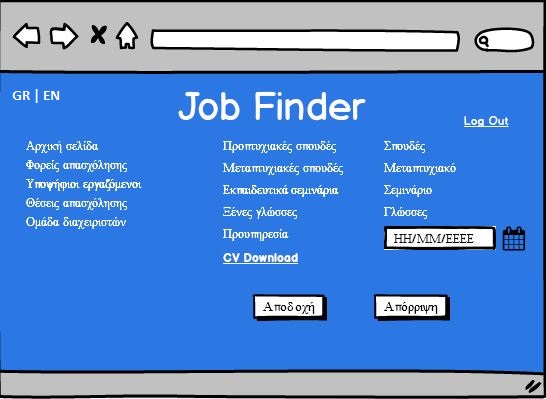 GR | EN
Job Finder
Log Out
Αρχική σελίδα
Φορείς απασχόλησης
Υποψήφιοι εργαζόμενοι
Θέσεις απασχόλησης
Ομάδα διαχειριστών
Προπτυχιακές σπουδές
Μεταπτυχιακές σπουδές
Εκπαιδευτικά σεμινάρια
Ξένες γλώσσες
Προυπηρεσία
CV Download
Σπουδές
Μεταπτυχιακό
Σεμινάριο
Γλώσσες
ΗΗ/ΜΜ/ΕΕΕΕ
Αποδοχή
Απόρριψη